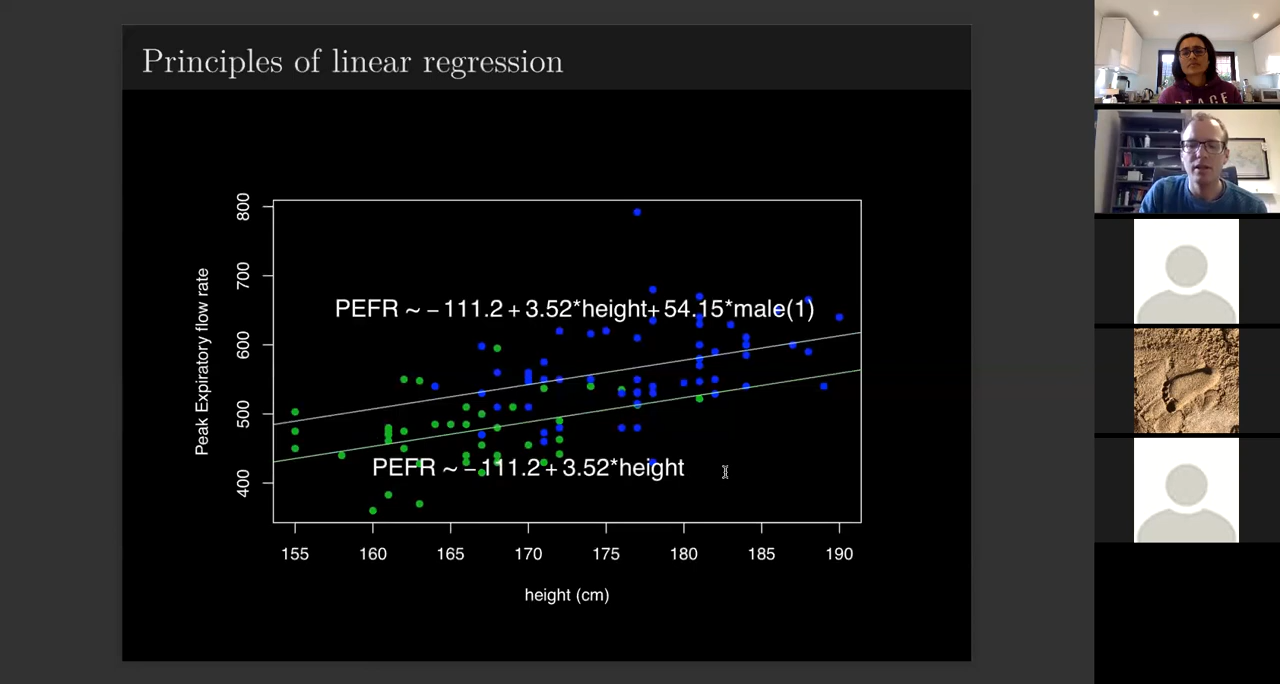 Principles of linear regression
800
700
600
500
400
Peak Expiratory flow rate
PEFR ~ − 111.2 + 3.52*height+ 54.15*male(1)
PEFR ~ − 111.2 + 3.52*height
155 160 165 170 175 180 185 190
height (cm)
PEACE